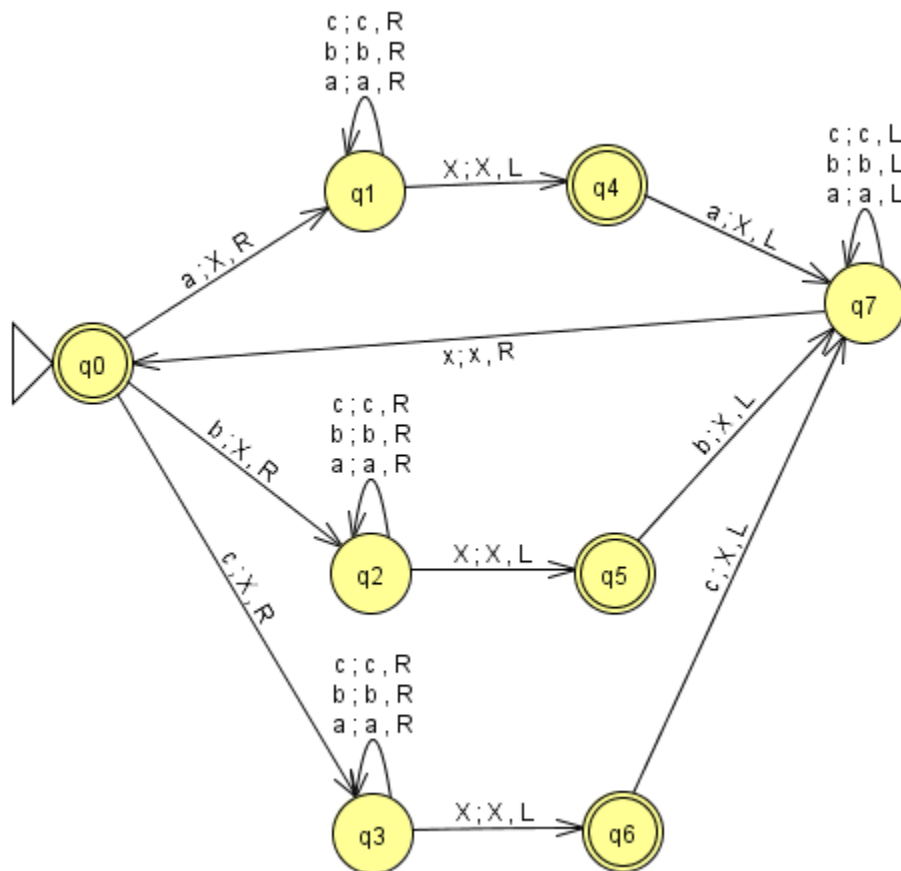 c ; c , R
b ; b , R
a ; a , R
c ; c , L
b ; b , L
a ; a , L
q1
X ; X , L
q4
a ; X , L
a ; X , R
q7
q0
x ; x , R
c ; c , R
b ; b , R
a ; a , R
b ; X , R
b ; X , L
q2
X ; X , L
q5
c ; X , R
c ; X , L
c ; c , R
b ; b , R
a ; a , R
q3
X ; X , L
q6